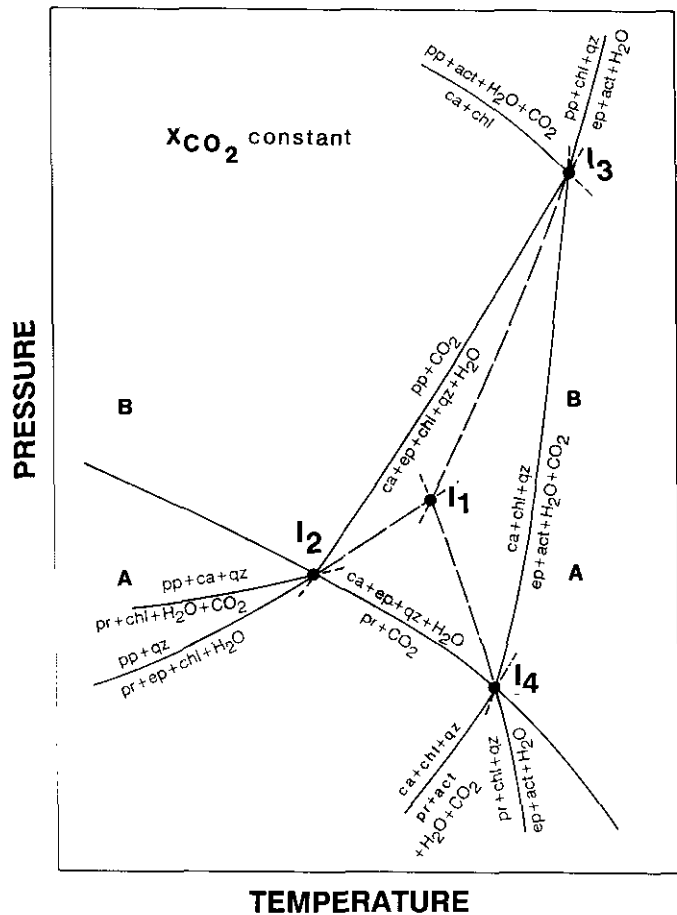 pp+act+H₂O+CO₂
ca+chl
pp+chl+qz
ep+act+H₂O
XCO₂ constant
I₃
PRESSURE
pp+CO₂
ca+ep+chl+qz+H₂O
B
B
ca+chl+qz
ep+act+H₂O+CO₂
I₁
I₂
A
A
pp+ca+qz
pr+chl+H₂O+CO₂
pp+qz
pr+ep+chl+H₂O
ca+ep+qz+H₂O
pr+CO₂
I₄
ca+chl+qz
pr+act
+H₂O+CO₂
pr+chl+qz
ep+act+H₂O
TEMPERATURE